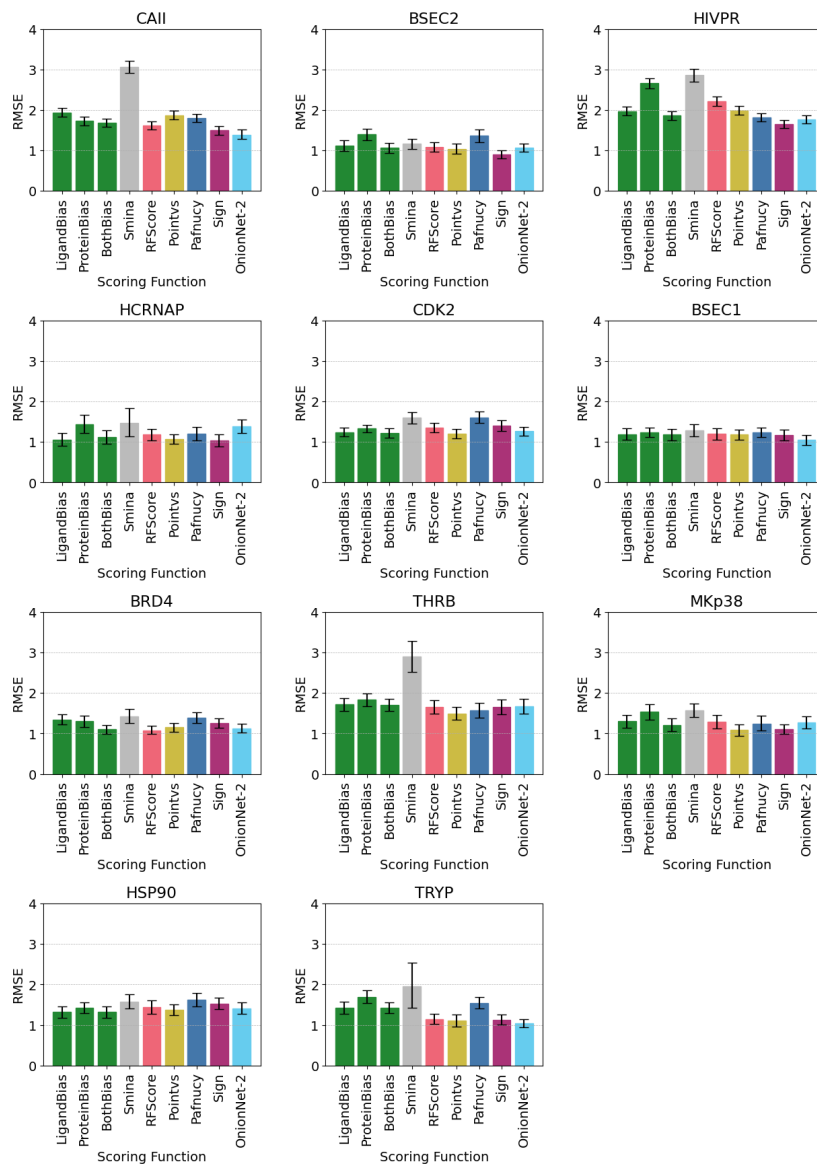 CAII
4
3
2
1
0
RMSE
LigandBias
ProteinBias
BothBias
Smina
RFScore
Pointvs
Pafnucy
Sign
OnionNet-2
Scoring Function
BSEC2
4
3
2
1
0
RMSE
LigandBias
ProteinBias
BothBias
Smina
RFScore
Pointvs
Pafnucy
Sign
OnionNet-2
Scoring Function
HIVPR
4
3
2
1
0
RMSE
LigandBias
ProteinBias
BothBias
Smina
RFScore
Pointvs
Pafnucy
Sign
OnionNet-2
Scoring Function
HCRNAP
4
3
2
1
0
RMSE
LigandBias
ProteinBias
BothBias
Smina
RFScore
Pointvs
Pafnucy
Sign
OnionNet-2
Scoring Function
CDK2
4
3
2
1
0
RMSE
LigandBias
ProteinBias
BothBias
Smina
RFScore
Pointvs
Pafnucy
Sign
OnionNet-2
Scoring Function
BSEC1
4
3
2
1
0
RMSE
LigandBias
ProteinBias
BothBias
Smina
RFScore
Pointvs
Pafnucy
Sign
OnionNet-2
Scoring Function
BRD4
4
3
2
1
0
RMSE
LigandBias
ProteinBias
BothBias
Smina
RFScore
Pointvs
Pafnucy
Sign
OnionNet-2
Scoring Function
THRB
4
3
2
1
0
RMSE
LigandBias
ProteinBias
BothBias
Smina
RFScore
Pointvs
Pafnucy
Sign
OnionNet-2
Scoring Function
MKp38
4
3
2
1
0
RMSE
LigandBias
ProteinBias
BothBias
Smina
RFScore
Pointvs
Pafnucy
Sign
OnionNet-2
Scoring Function
HSP90
4
3
2
1
0
RMSE
LigandBias
ProteinBias
BothBias
Smina
RFScore
Pointvs
Pafnucy
Sign
OnionNet-2
Scoring Function
TRYP
4
3
2
1
0
RMSE
LigandBias
ProteinBias
BothBias
Smina
RFScore
Pointvs
Pafnucy
Sign
OnionNet-2
Scoring Function